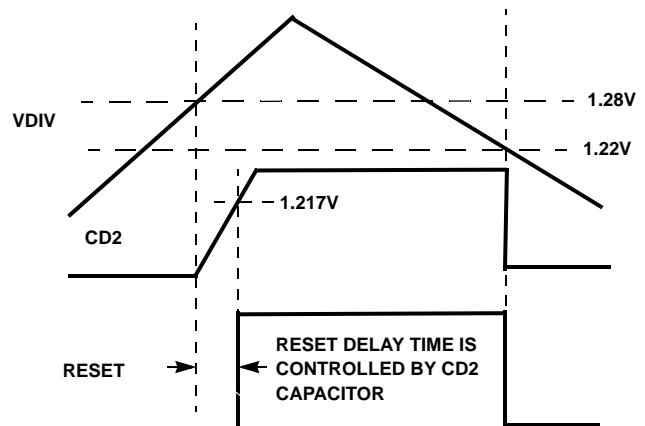 1.28V
VDIV
1.22V
1.217V
CD2
RESET DELAY TIME IS
RESET
CONTROLLED BY CD2
CAPACITOR